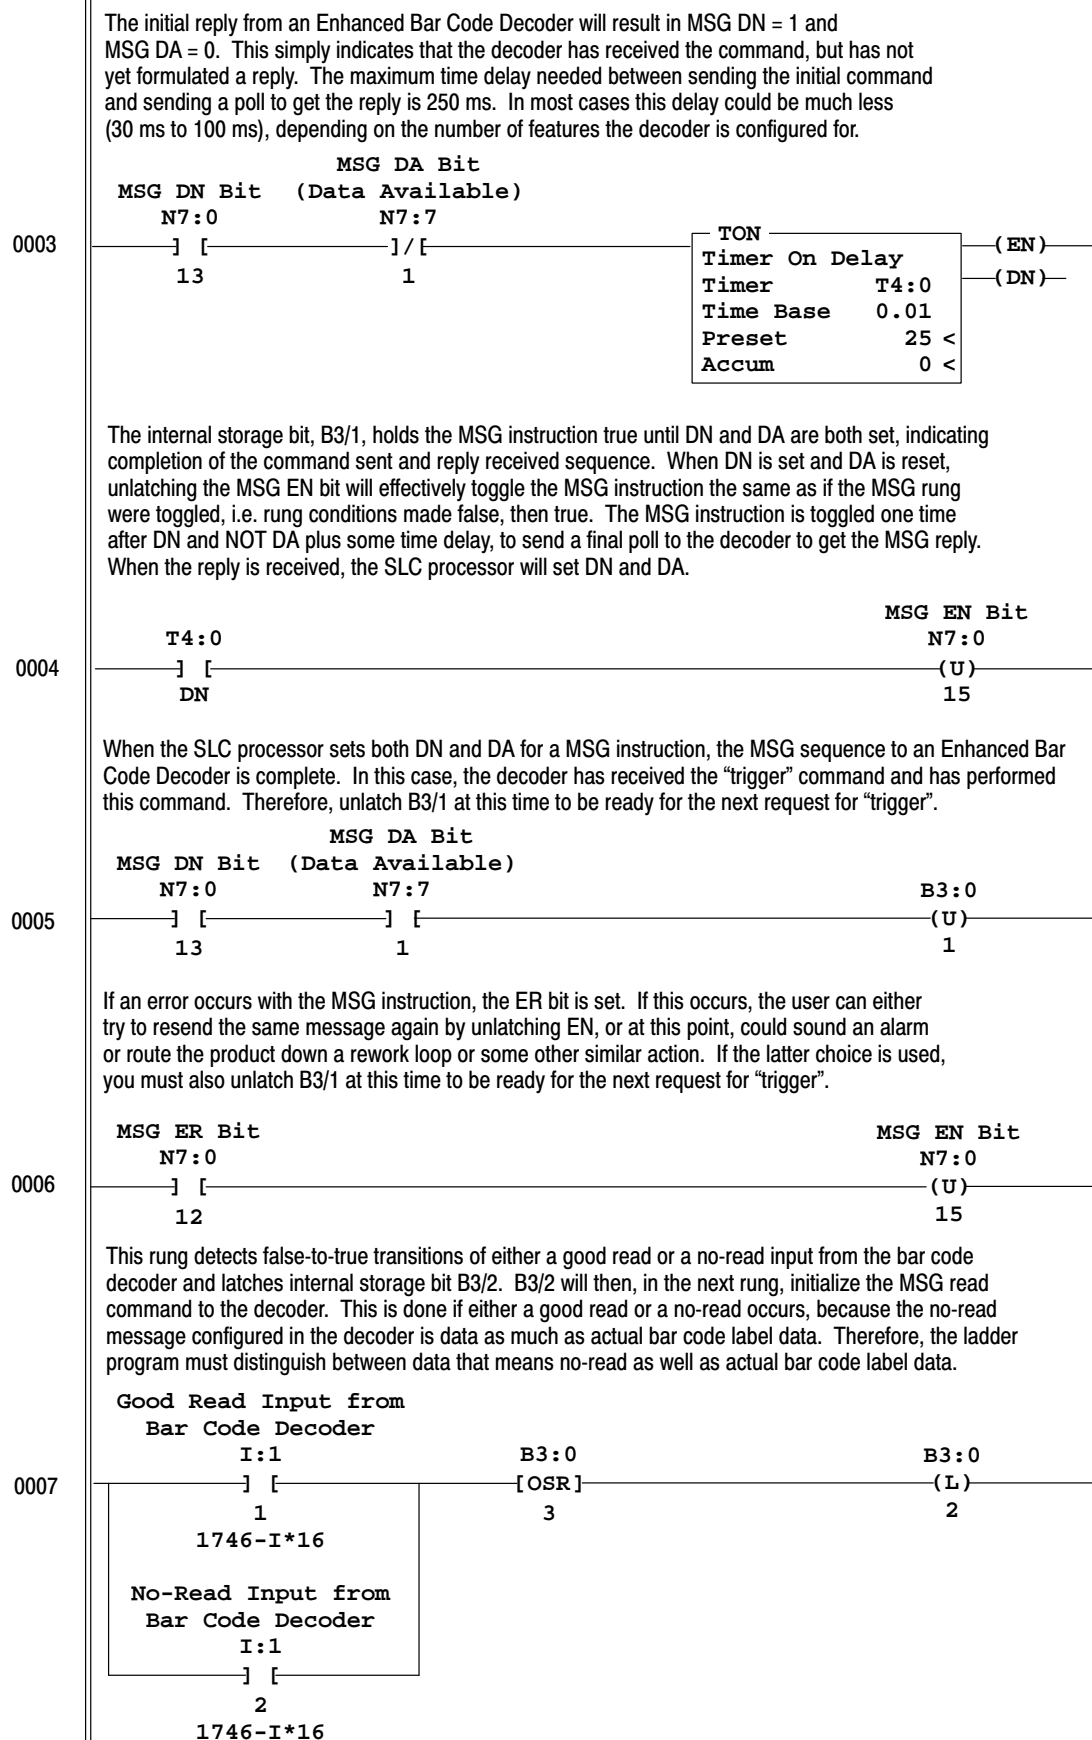 The initial reply from an Enhanced Bar Code Decoder will result in MSG DN = 1 and
MSG DA = 0.  This simply indicates that the decoder has received the command, but has not
yet formulated a reply.  The maximum time delay needed between sending the initial command
and sending a poll to get the reply is 250 ms.  In most cases this delay could be much less
(30 ms to 100 ms), depending on the number of features the decoder is configured for.
MSG DA Bit
MSG DN Bit (Data Available)
N7:0 N7:7
0003 ] [ ]/[
13 1
TON
Timer On Delay
Timer T4:0
Time Base 0.01
Preset 25 <
Accum 0 <
(EN)
(DN)
The internal storage bit, B3/1, holds the MSG instruction true until DN and DA are both set, indicating
completion of the command sent and reply received sequence.  When DN is set and DA is reset,
unlatching the MSG EN bit will effectively toggle the MSG instruction the same as if the MSG rung
were toggled, i.e. rung conditions made false, then true.  The MSG instruction is toggled one time
after DN and NOT DA plus some time delay, to send a final poll to the decoder to get the MSG reply.
When the reply is received, the SLC processor will set DN and DA.
MSG EN Bit
T4:0 N7:0
0004 ] [ (U)
DN 15
When the SLC processor sets both DN and DA for a MSG instruction, the MSG sequence to an Enhanced Bar
Code Decoder is complete.  In this case, the decoder has received the “trigger” command and has performed
this command.  Therefore, unlatch B3/1 at this time to be ready for the next request for “trigger”.
MSG DA Bit
MSG DN Bit (Data Available)
N7:0 N7:7 B3:0
0005 ] [ ] [ (U)
13 1 1
If an error occurs with the MSG instruction, the ER bit is set.  If this occurs, the user can either
try to resend the same message again by unlatching EN, or at this point, could sound an alarm
or route the product down a rework loop or some other similar action.  If the latter choice is used,
you must also unlatch B3/1 at this time to be ready for the next request for “trigger”.
MSG ER Bit MSG EN Bit
N7:0 N7:0
0006 ] [ (U)
12 15
This rung detects false-to-true transitions of either a good read or a no-read input from the bar code
decoder and latches internal storage bit B3/2.  B3/2 will then, in the next rung, initialize the MSG read
command to the decoder.  This is done if either a good read or a no-read occurs, because the no-read
message configured in the decoder is data as much as actual bar code label data.  Therefore, the ladder
program must distinguish between data that means no-read as well as actual bar code label data.
Good Read Input from
Bar Code Decoder
I:1 B3:0 B3:0
0007 ] [ [OSR] (L)
1 3 2
1746-I*16
No-Read Input from
Bar Code Decoder
I:1
] [
2
1746-I*16